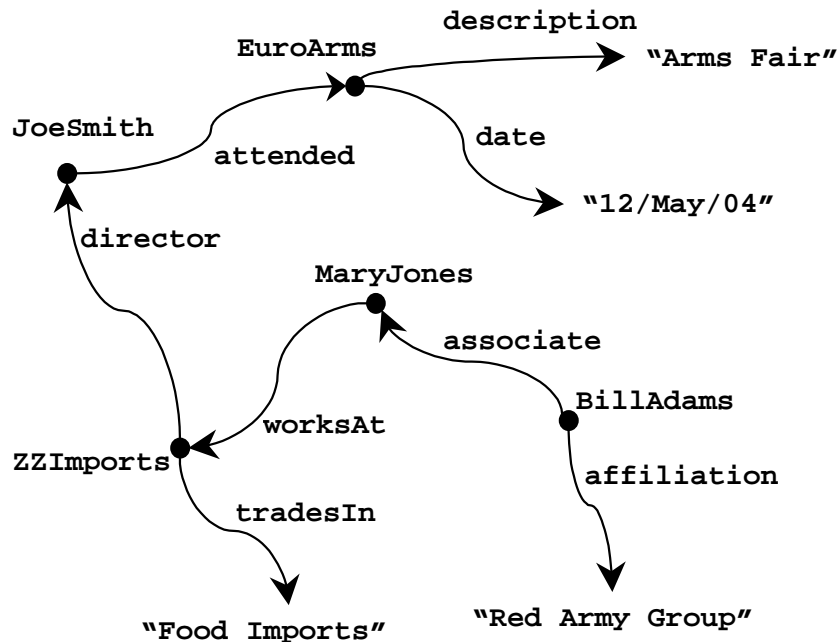 description
EuroArms
“Arms Fair”
JoeSmith
date
attended
“12/May/04”
director
MaryJones
associate
BillAdams
worksAt
ZZImports
affiliation
tradesIn
“Food Imports”
“Red Army Group”